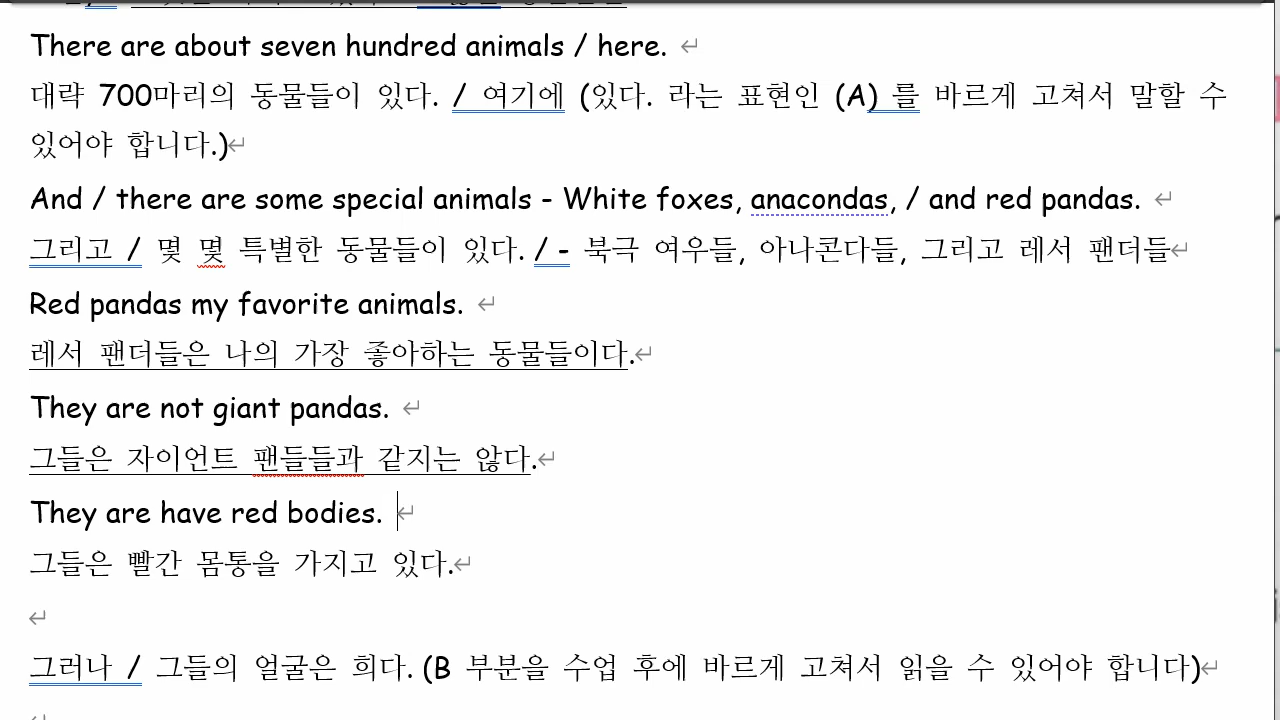 There are about seven hundred animals / here.
대략 700마리의 동물들이 있다. / 여기에 (있다. 라는 표현인 (A) 를 바르게 고쳐서 말할 수
있어야 합니다.)
And / there are some special animals - White foxes, anacondas, / and red pandas.
그리고 / 몇 몇 특별한 동물들이 있다. / - 북극 여우들, 아나콘다들, 그리고 레서 팬더들
Red pandas my favorite animals.
레서 팬더들은 나의 가장 좋아하는 동물들이다.
They are not giant pandas.
그들은 자이언트 팬들들과 같지는 않다.
They are have red bodies.
그들은 빨간 몸통을 가지고 있다.
그러나 / 그들의 얼굴은 희다. (B 부분을 수업 후에 바르게 고쳐서 읽을 수 있어야 합니다)